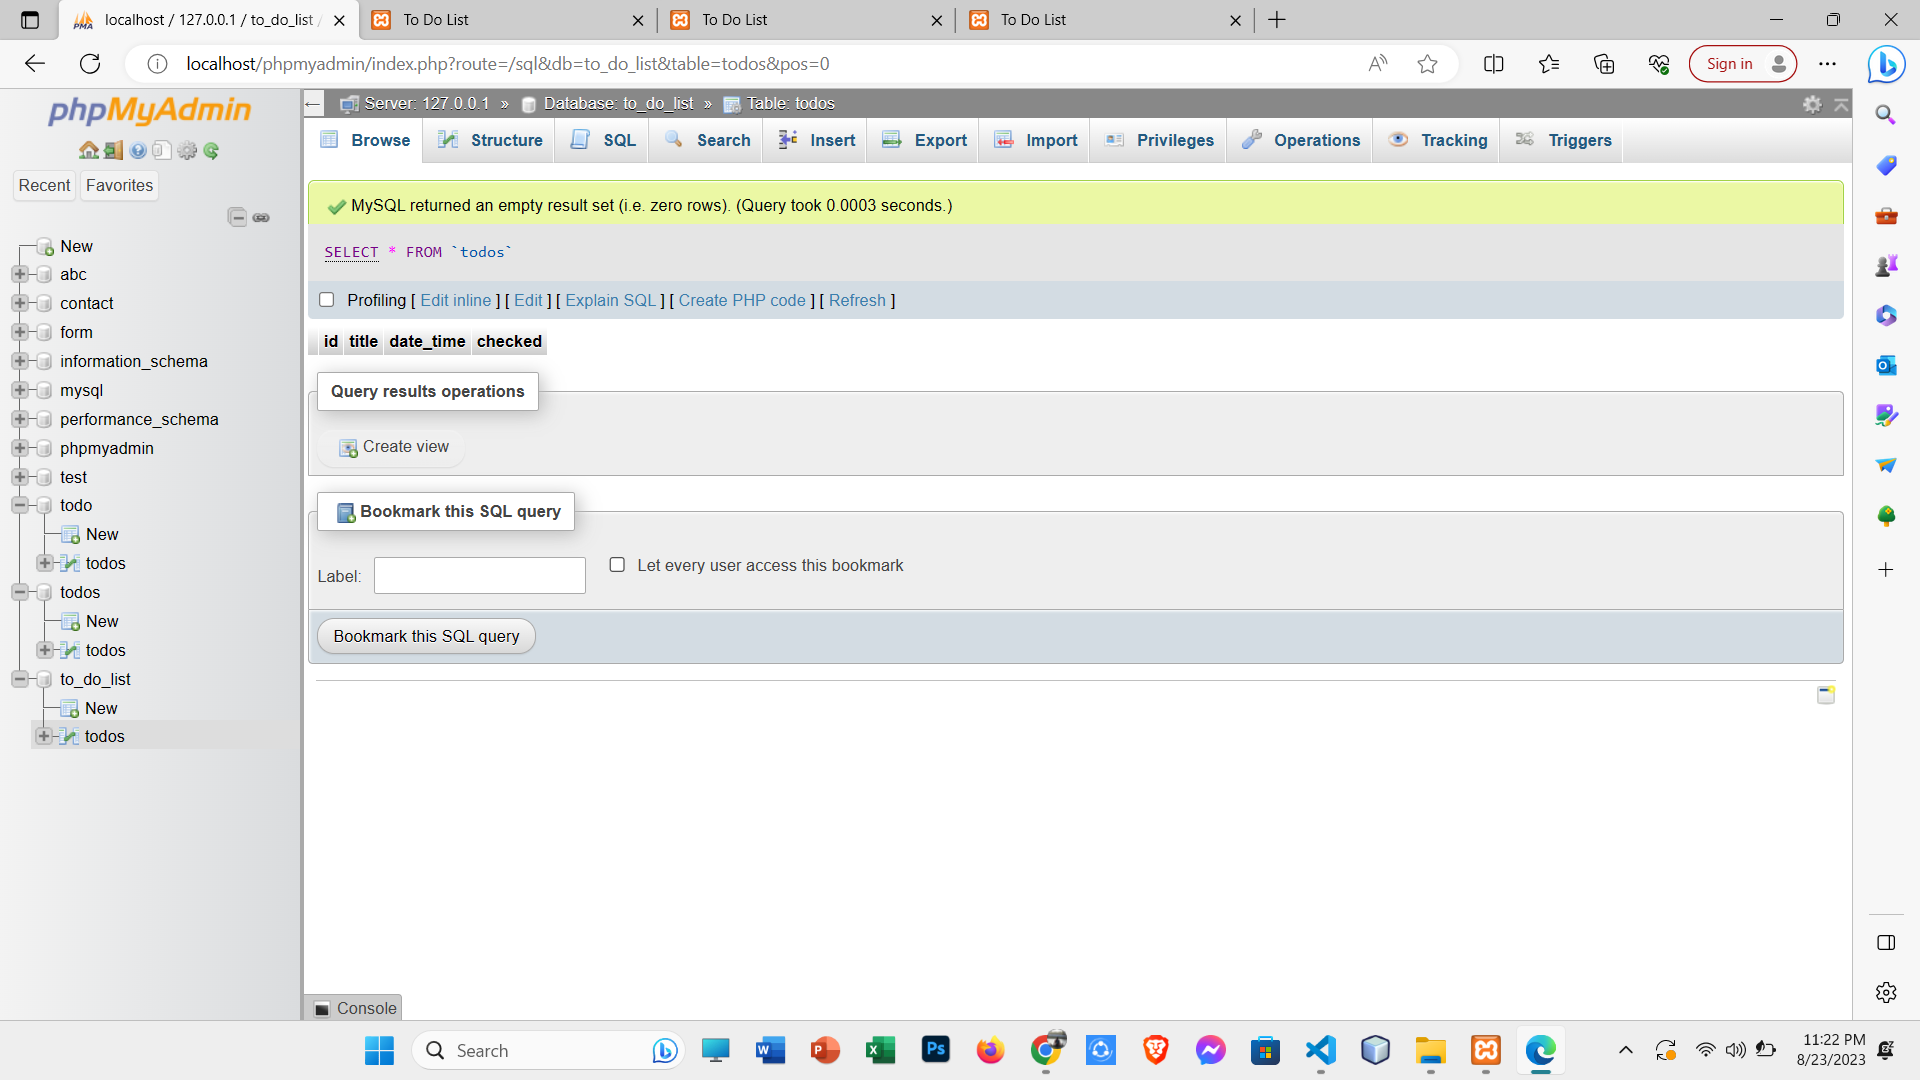 localhost / 127.0.0.1 / to_do_list /
To Do List
To Do List
To Do List
localhost/phpmyadmin/index.php?route=/sql&db=to_do_list&table=todos&pos=0
Sign in
phpMyAdmin
Recent
Favorites
New
abc
contact
form
information_schema
mysql
performance_schema
phpmyadmin
test
todo
New
todos
todos
New
todos
to_do_list
New
todos
Server: 127.0.0.1 » Database: to_do_list » Table: todos
Browse
Structure
SQL
Search
Insert
Export
Import
Privileges
Operations
Tracking
Triggers
MySQL returned an empty result set (i.e. zero rows). (Query took 0.0003 seconds.)
SELECT * FROM `todos`
Profiling [ Edit inline ] [ Edit ] [ Explain SQL ] [ Create PHP code ] [ Refresh ]
id title date_time checked
Query results operations
Create view
Bookmark this SQL query
Label:
Let every user access this bookmark
Bookmark this SQL query
Console
Search
11:22 PM
8/23/2023